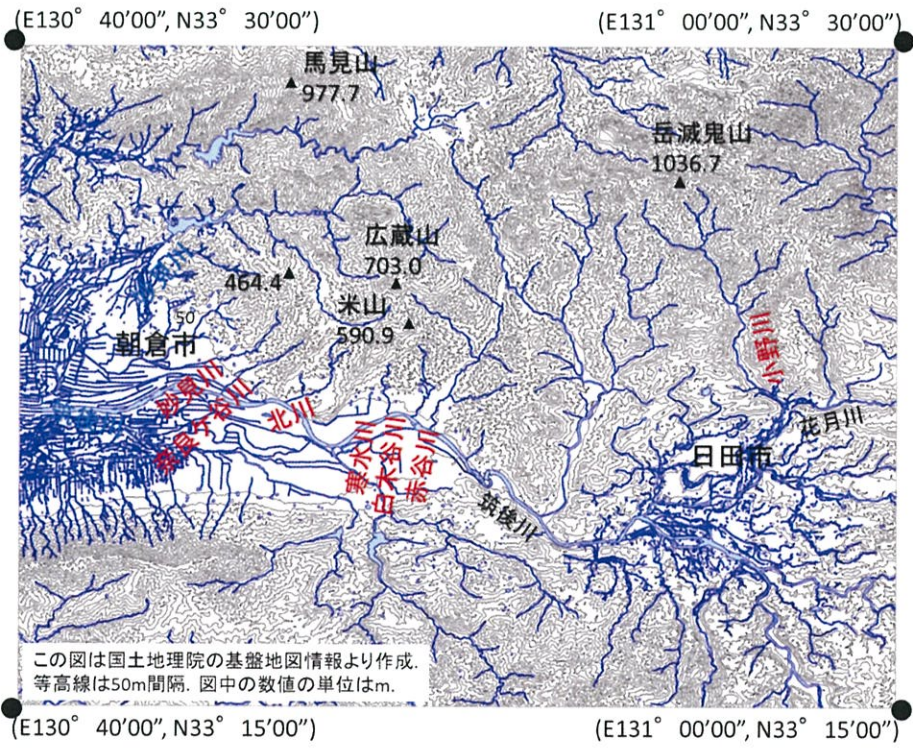 (E130° 40′00″, N33° 30′00″)
(E131° 00′00″, N33° 30′00″)
馬見山
977.7
岳滅鬼山
1036.7
広蔵山
703.0
464.4
米山
590.9
50
朝倉市
小野川
妙見川
奈良ケ谷川
北川
寒水川
白木谷川
赤谷川
花月川
日田市
筑後川
この図は国土地理院の基盤地図情報より作成.
等高線は50m間隔. 図中の数値の単位はm.
(E130° 40′00″, N33° 15′00″)
(E131° 00′00″, N33° 15′00″)